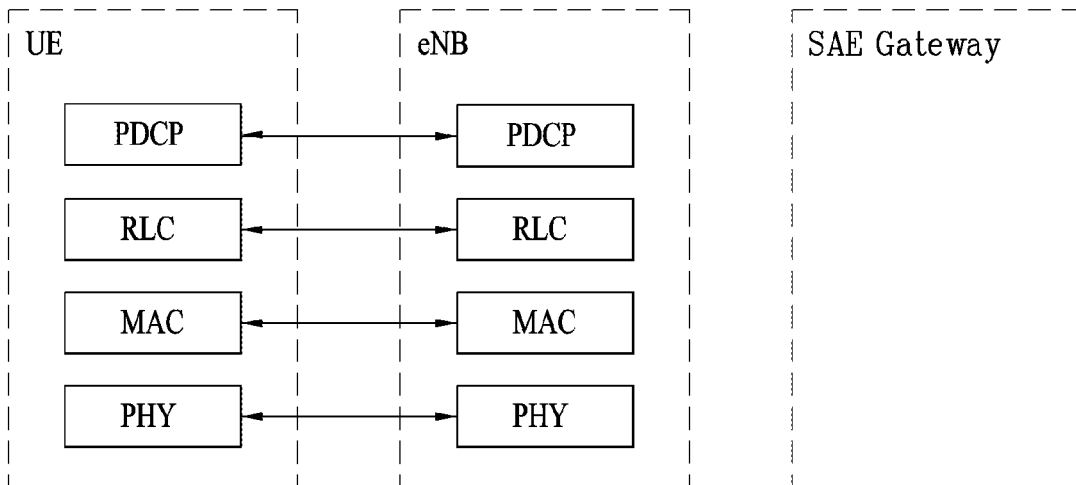 UE eNB SAE Gateway
PDCP PDCP
RLC RLC
MAC MAC
PHY PHY